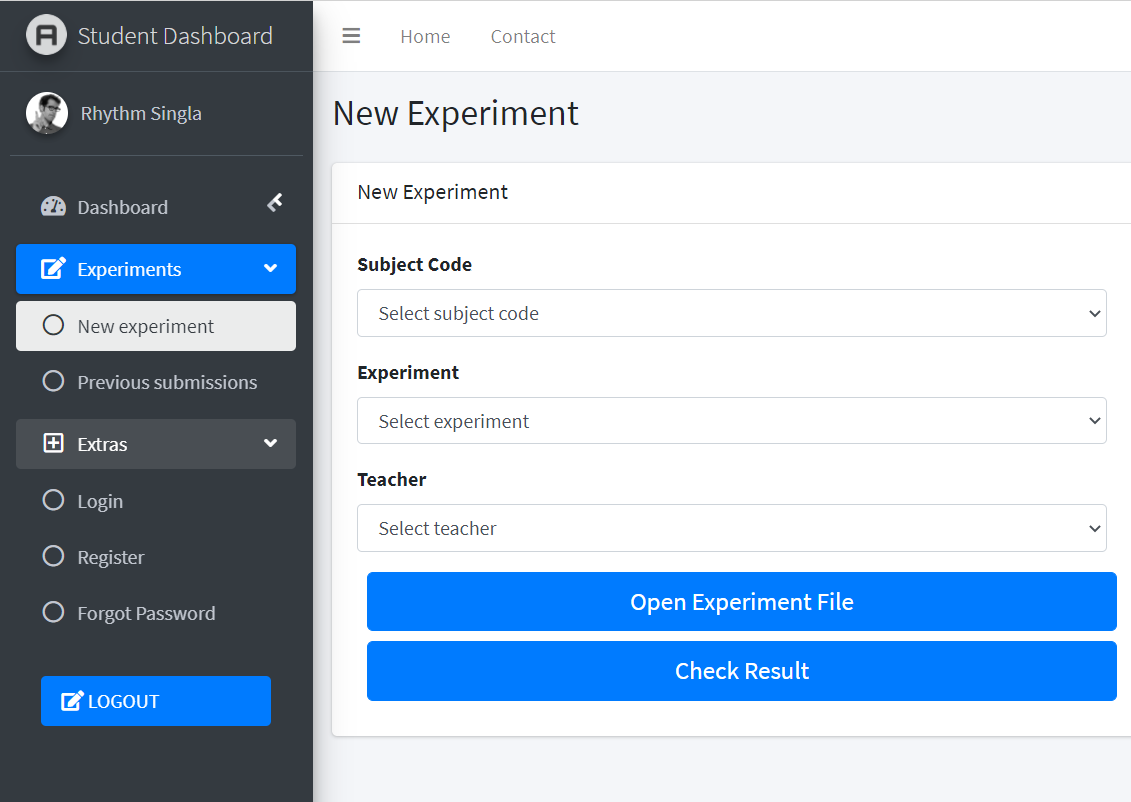 Student Dashboard
Home Contact
Rhythm Singla
New Experiment
New Experiment
Dashboard
Experiments
New experiment
Previous submissions
Extras
Login
Register
Forgot Password
LOGOUT
Subject Code
Select subject code
Experiment
Select experiment
Teacher
Select teacher
Open Experiment File
Check Result